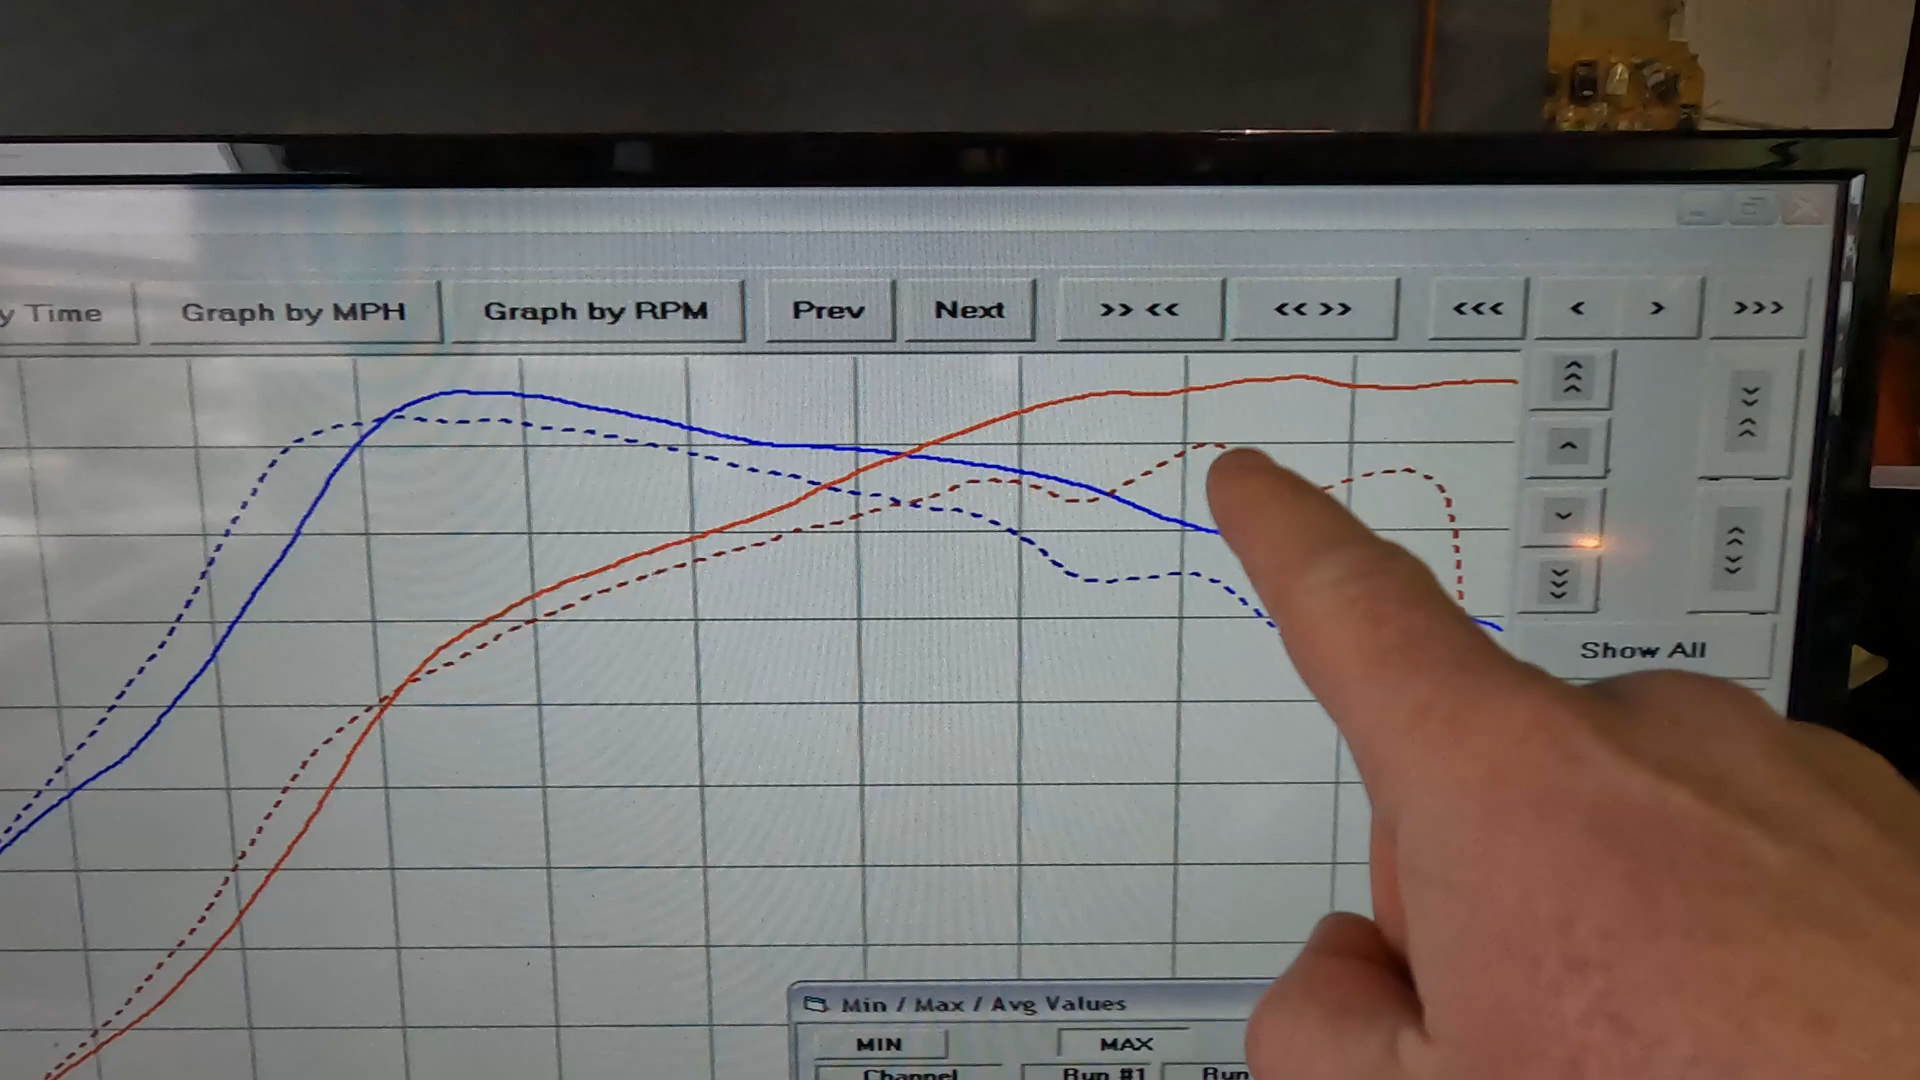 y Time
Graph by MPH
Graph by RPM
Prev
Next
>> <<
<< >>
<<<
<
>
>>>
Show All
Min / Max / Avg Values
MIN
MAX
Channel
Run #1
Run